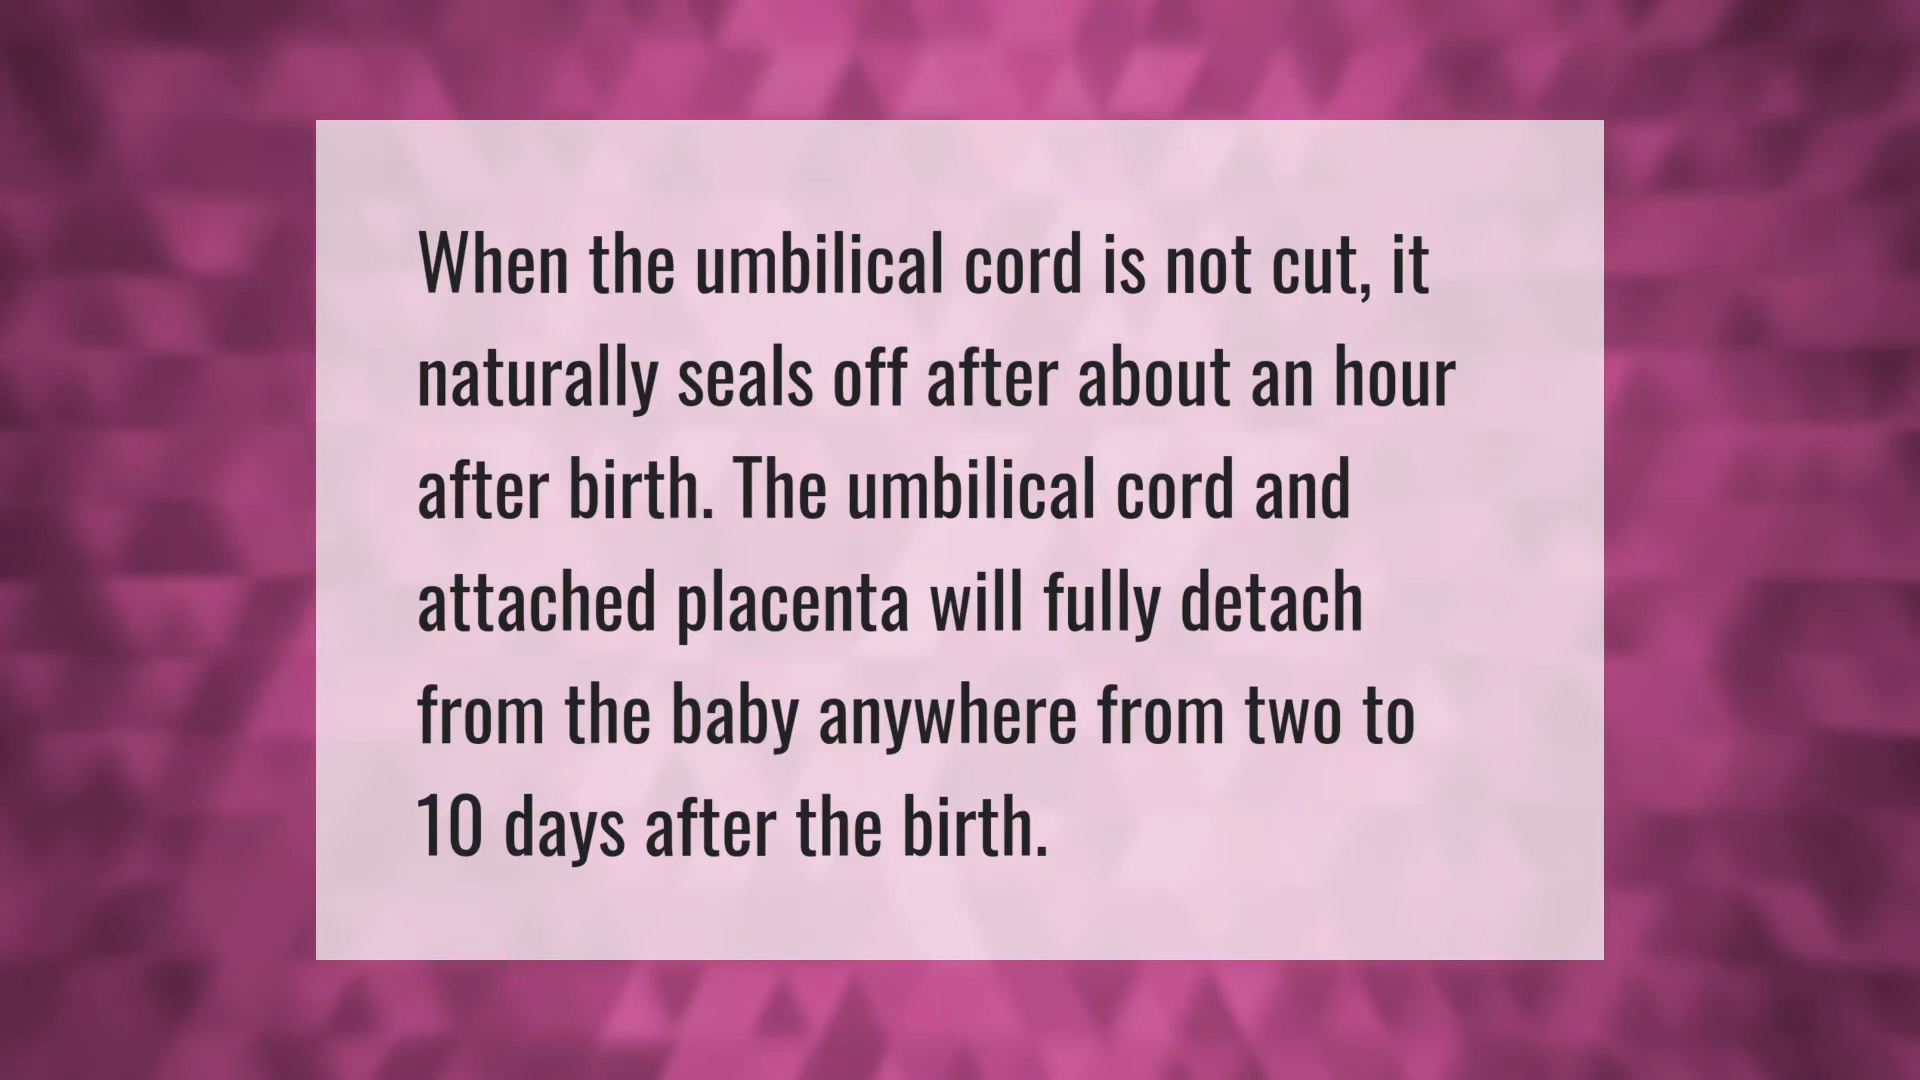 When the umbilical cord is not cut, it
naturally seals off after about an hour
after birth. The umbilical cord and
attached placenta will fully detach
from the baby anywhere from two to
10 days after the birth.